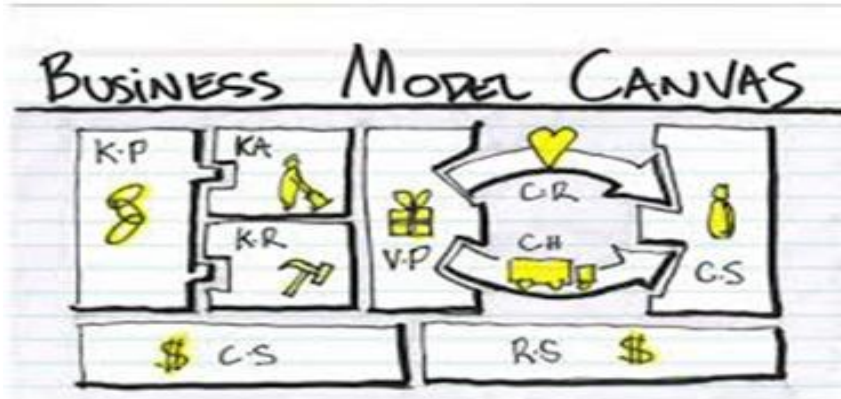 BUSINESS MODEL CANVAS
K.P
KA
K.R
V.P
C.R
C.H
C.S
$ C.S
R.S $